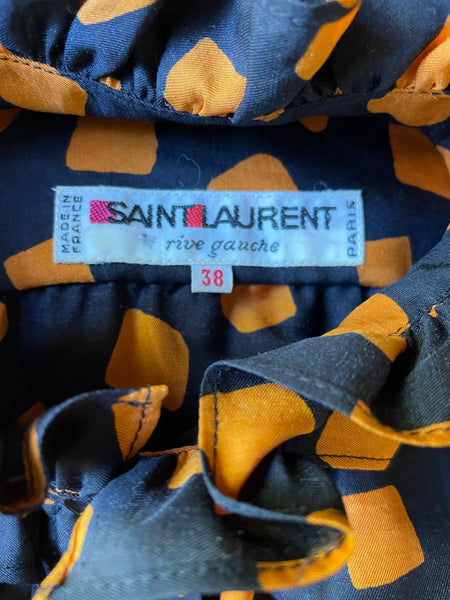 MADE IN
FRANCE
SAINT LAURENT
rive gauche
PARIS
38